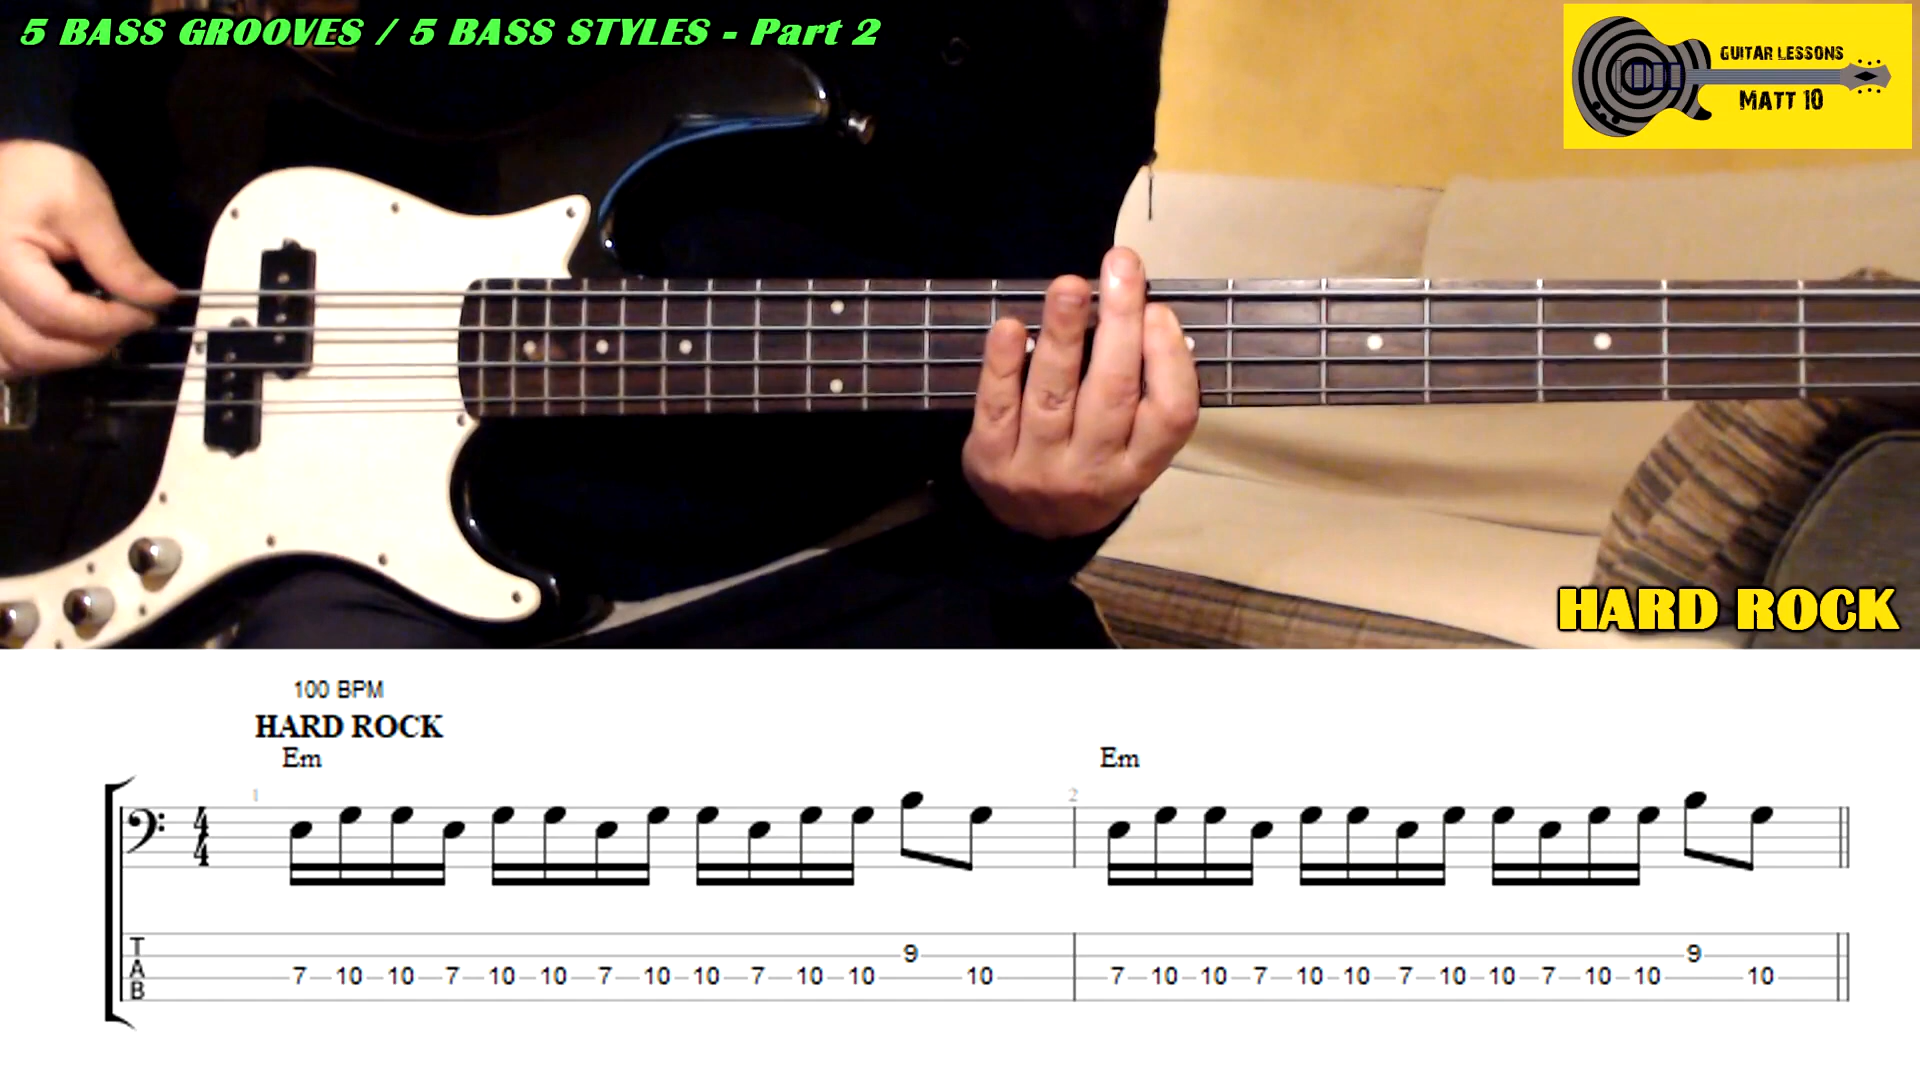 5 BASS GROOVES / 5 BASS STYLES - Part 2
GUITAR LESSONS
MATT 10
HARD ROCK
100 BPM
HARD ROCK
Em Em
1 2
4
4
T
A
B
9 9
7 10 10 7 10 10 7 10 10 7 10 10 10 7 10 10 7 10 10 7 10 10 7 10 10 10